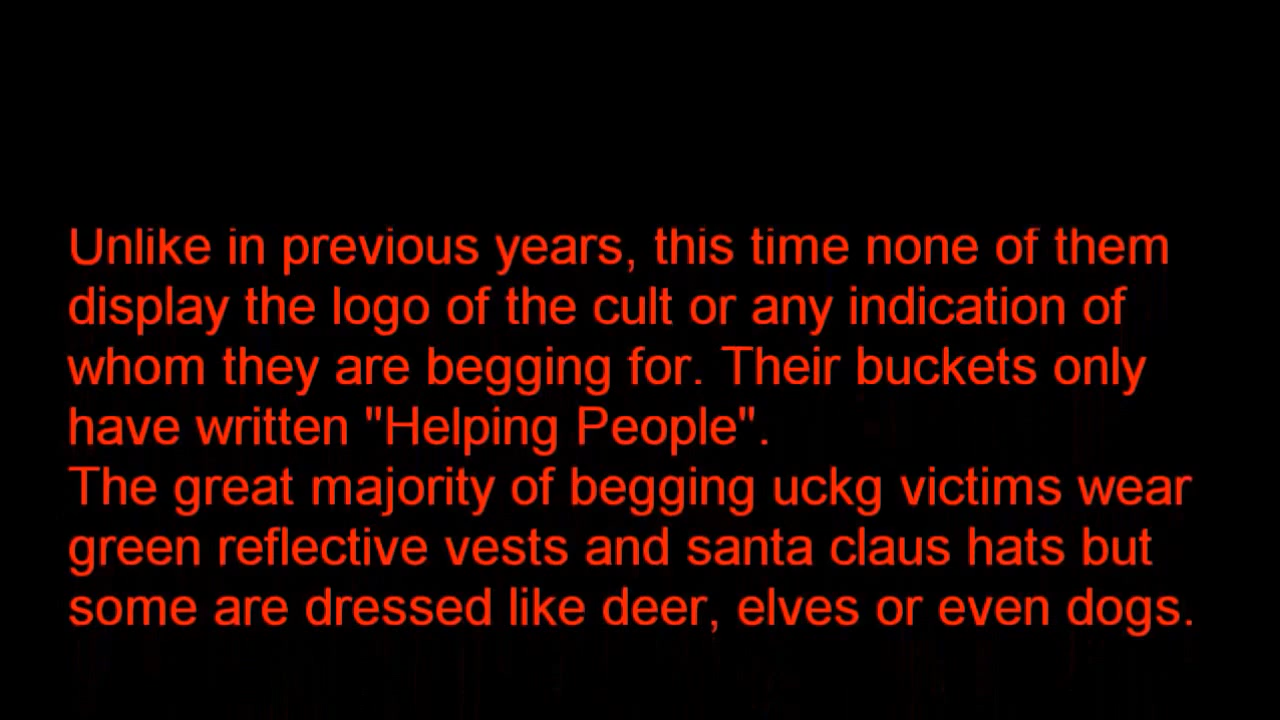 Unlike in previous years, this time none of them
display the logo of the cult or any indication of
whom they are begging for. Their buckets only
have written "Helping People".
The great majority of begging uckg victims wear
green reflective vests and santa claus hats but
some are dressed like deer, elves or even dogs.